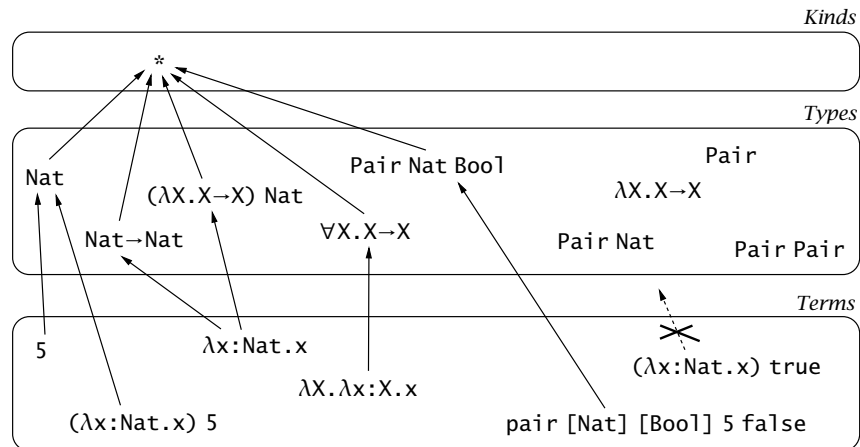 Kinds
*
Types
Pair
Pair Nat Bool
Nat
(λX.X→X) Nat
λX.X→X
Nat→Nat
∀X.X→X
Pair Nat
Pair Pair
Terms
5
λx:Nat.x
(λx:Nat.x) true
λX.λx:X.x
(λx:Nat.x) 5
pair [Nat] [Bool] 5 false